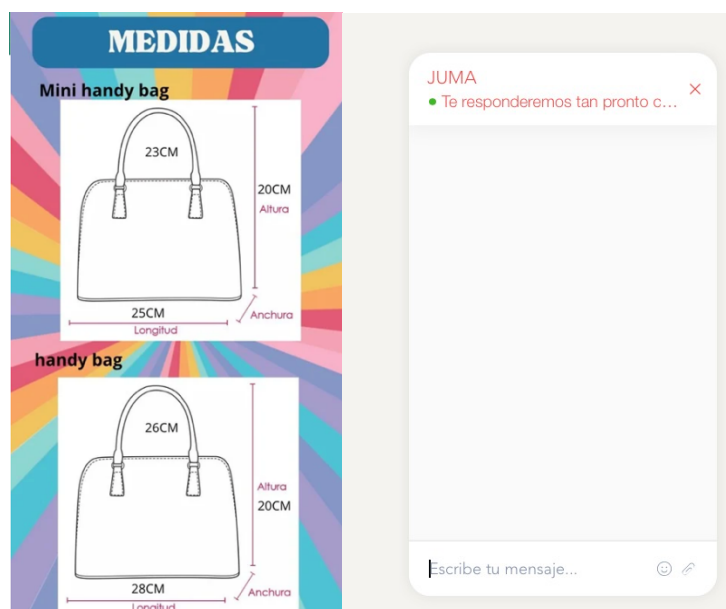 MEDIDAS
Mini handy bag
23CM
20CM
Altura
25CM
Anchura
Longitud
handy bag
26CM
Altura
20CM
28CM
Anchura
Longitud
JUMA
Te responderemos tan pronto c...
Escribe tu mensaje...